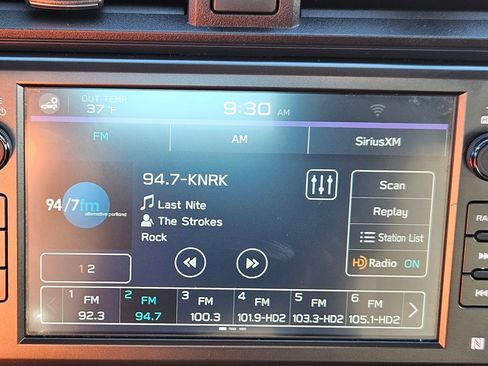 OUT TEMP
37 °F
9:30 AM
FM
AM
SiriusXM
94.7-KNRK
Last Nite
The Strokes
Rock
94/7fm
alternative portland
1 2
Scan
Replay
Station List
HD Radio ON
1 FM 92.3
2 FM 94.7
3 FM 100.3
4 FM 101.9-HD2
5 FM 103.3-HD2
6 FM 105.1-HD2